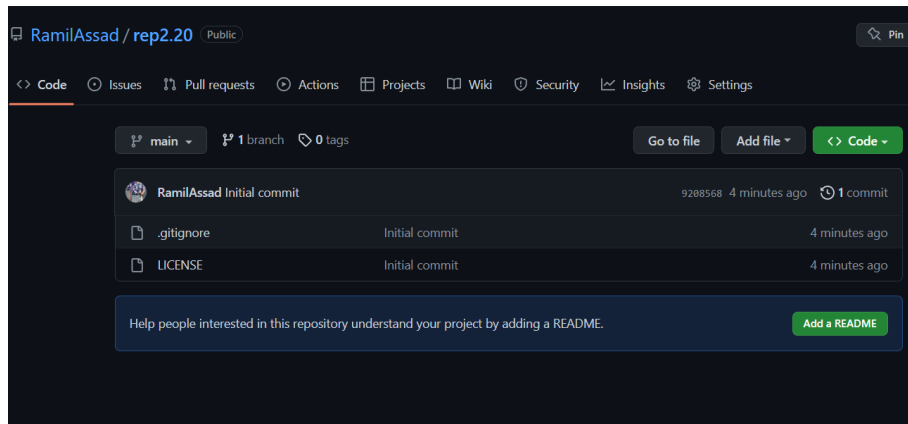 RamilAssad / rep2.20 Public Pin
Code Issues Pull requests Actions Projects Wiki Security Insights Settings
main 1 branch 0 tags Go to file Add file Code
RamilAssad Initial commit 9208568 4 minutes ago 1 commit
.gitignore Initial commit 4 minutes ago
LICENSE Initial commit 4 minutes ago
Help people interested in this repository understand your project by adding a README. Add a README